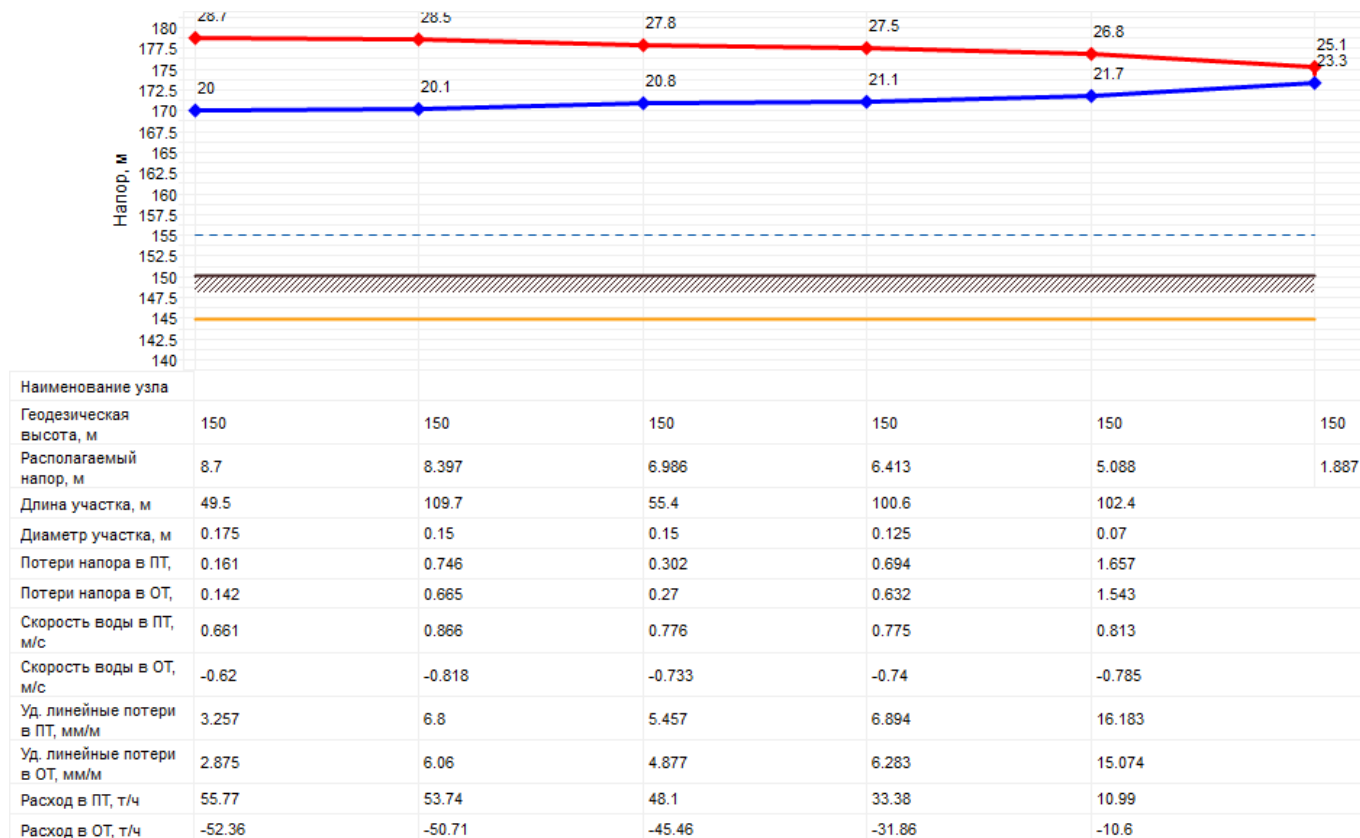 28.7 28.5 27.8 27.5 26.8 25.1
23.3
20 20.1 20.8 21.1 21.7
180
177.5
175
172.5
170
167.5
165
162.5
160
157.5
155
152.5
150
147.5
145
142.5
140
Напор, м
Наименование узла
Геодезическая
высота, м 150 150 150 150 150 150
Располагаемый
напор, м 8.7 8.397 6.986 6.413 5.088 1.887
Длина участка, м 49.5 109.7 55.4 100.6 102.4
Диаметр участка, м 0.175 0.15 0.15 0.125 0.07
Потери напора в ПТ, 0.161 0.746 0.302 0.694 1.657
Потери напора в ОТ, 0.142 0.665 0.27 0.632 1.543
Скорость воды в ПТ,
м/с 0.661 0.866 0.776 0.775 0.813
Скорость воды в ОТ,
м/с -0.62 -0.818 -0.733 -0.74 -0.785
Уд. линейные потери
в ПТ, мм/м 3.257 6.8 5.457 6.894 16.183
Уд. линейные потери
в ОТ, мм/м 2.875 6.06 4.877 6.283 15.074
Расход в ПТ, т/ч 55.77 53.74 48.1 33.38 10.99
Расход в ОТ, т/ч -52.36 -50.71 -45.46 -31.86 -10.6